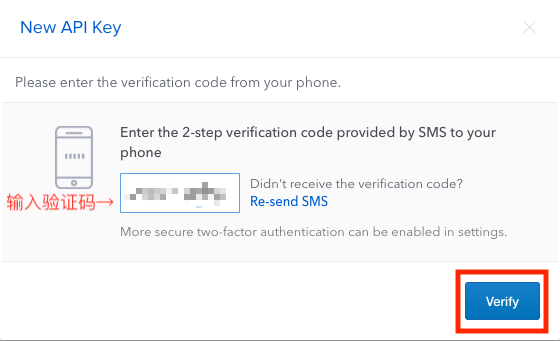 New API Key
Please enter the verification code from your phone.
Enter the 2-step verification code provided by SMS to your
phone
输入验证码→
Didn't receive the verification code?
Re-send SMS
More secure two-factor authentication can be enabled in settings.
Verify